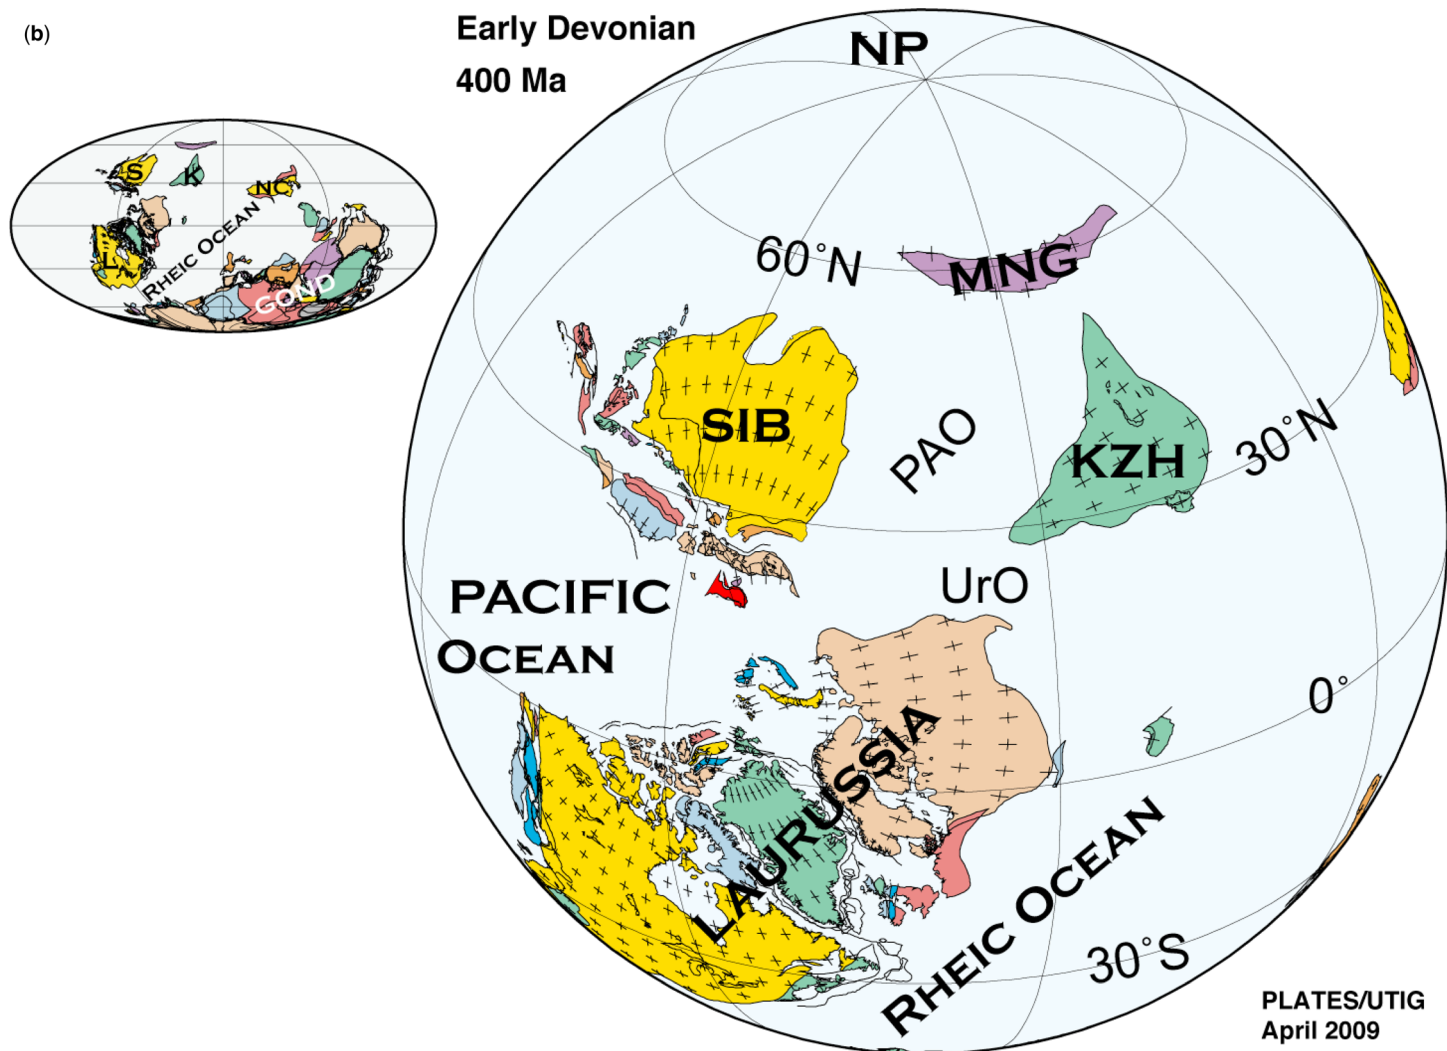 (b)
Early Devonian
400 Ma
NP
60°N
MNG
S
K
NC
L
RHEIC OCEAN
GOND
SIB
PAO
KZH
30°N
UrO
PACIFIC
OCEAN
0°
LAURUSSIA
RHEIC OCEAN
30°S
PLATES/UTIG
April 2009